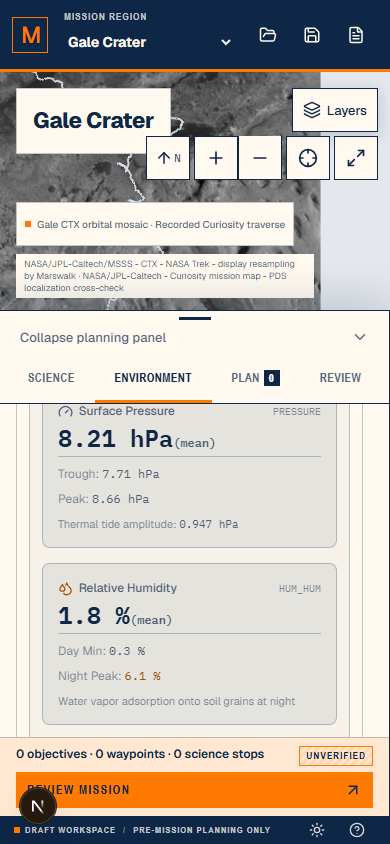 M
MISSION REGION
Gale Crater
Gale Crater
Layers
N
Gale CTX orbital mosaic · Recorded Curiosity traverse
NASA/JPL-Caltech/MSSS - CTX - NASA Trek - display resampling
by Marswalk · NASA/JPL-Caltech - Curiosity mission map - PDS
localization cross-check
Collapse planning panel
SCIENCE
ENVIRONMENT
PLAN 0
REVIEW
Surface Pressure
PRESSURE
8.21 hPa(mean)
Trough: 7.71 hPa
Peak: 8.66 hPa
Thermal tide amplitude: 0.947 hPa
Relative Humidity
HUM_HUM
1.8 %(mean)
Day Min: 0.3 %
Night Peak: 6.1 %
Water vapor adsorption onto soil grains at night
0 objectives · 0 waypoints · 0 science stops
UNVERIFIED
REVIEW MISSION
N
DRAFT WORKSPACE / PRE-MISSION PLANNING ONLY